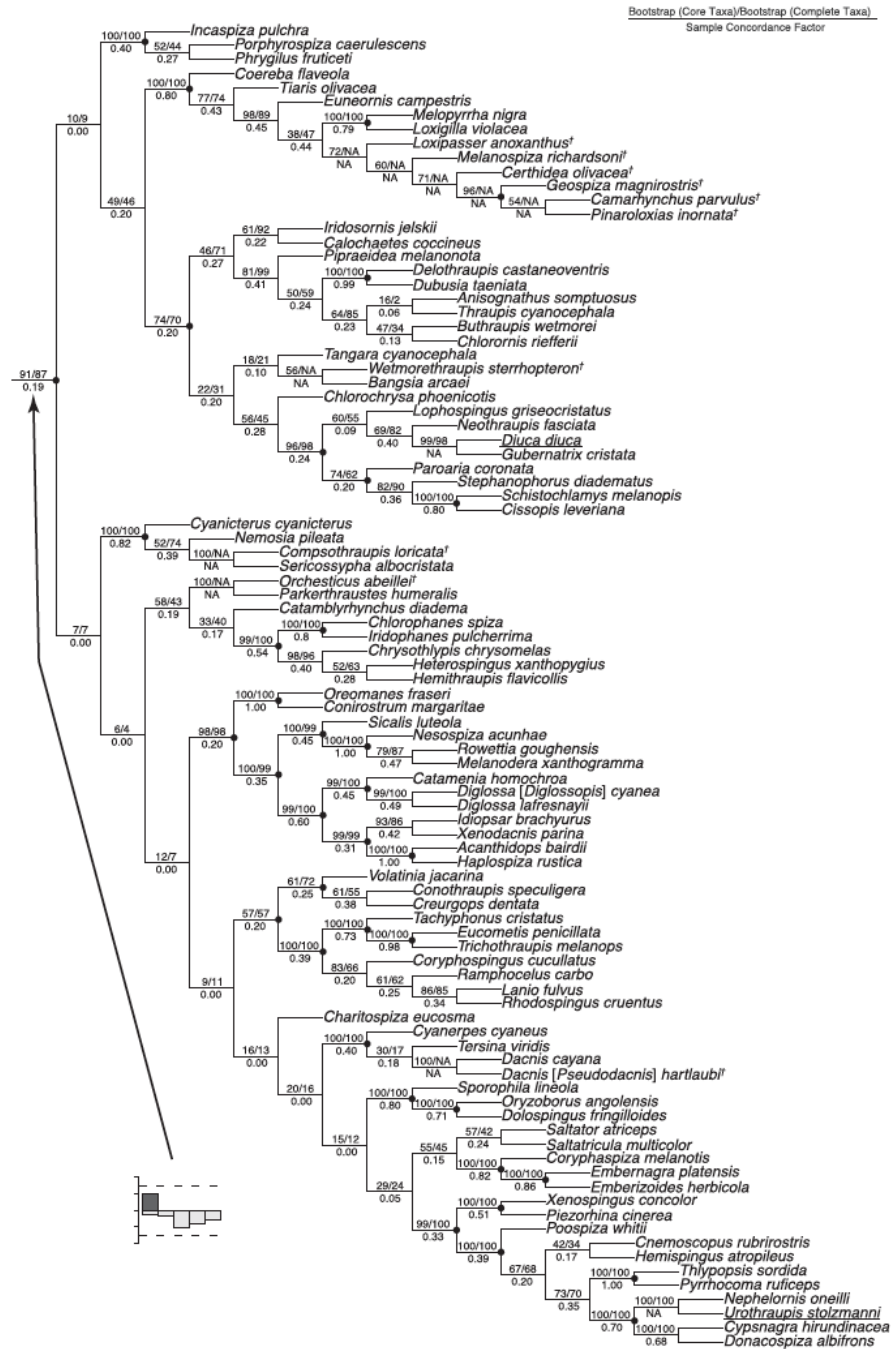 Bootstrap (Core Taxa)/Bootstrap (Complete Taxa)
Sample Concordance Factor
Incaspiza pulchra
100/100
0.40
52/44
Porphyrospiza caerulescens
0.27
Phrygilus fruticeti
10/9
0.00
Coereba flaveola
100/100
0.80
77/74
Tiaris olivacea
0.43
98/89
Euneornis campestris
0.45
100/100
Melopyrrha nigra
38/47
0.79
Loxigilla violacea
0.44
72/NA
Loxipasser anoxanthus†
NA
60/NA
Melanospiza richardsoni†
NA
71/NA
Certhidea olivacea†
NA
96/NA
Geospiza magnirostris†
NA
54/NA
Camarhynchus parvulus†
NA
Pinaroloxias inornata†
49/46
0.20
61/92
Iridosornis jelskii
46/71
0.22
Calochaetes coccineus
0.27
81/99
Pipraeidea melanonota
0.41
100/100
Delothraupis castaneoventris
50/59
0.99
Dubusia taeniata
0.24
16/2
Anisognathus somptuosus
64/85
0.06
Thraupis cyanocephala
0.23
47/34
Buthraupis wetmorei
0.13
Chlorornis riefferii
74/70
0.20
18/21
Tangara cyanocephala
0.10
56/NA
Wetmorethraupis sterrhopteron†
NA
Bangsia arcaei
91/87
0.19
22/31
0.20
Chlorochrysa phoenicotis
56/45
0.28
60/55
Lophospingus griseocristatus
0.09
69/82
Neothraupis fasciata
0.40
99/98
Diuca diuca
NA
Gubernatrix cristata
96/98
0.24
74/62
Paroaria coronata
0.20
82/90
Stephanophorus diadematus
0.36
100/100
Schistochlamys melanopis
0.80
Cissopis leveriana
100/100
Cyanicterus cyanicterus
0.82
52/74
Nemosia pileata
0.39
100/NA
Compsothraupis loricata†
NA
Sericossypha albocristata
100/NA
Orchesticus abeillei†
58/43
NA
Parkerthraustes humeralis
0.19
33/40
Catamblyrhynchus diadema
0.17
100/100
Chlorophanes spiza
99/100
0.8
Iridophanes pulcherrima
0.54
98/96
Chrysothlypis chrysomelas
0.40
52/63
Heterospingus xanthopygius
0.28
Hemithraupis flavicollis
7/7
0.00
100/100
Oreomanes fraseri
1.00
Conirostrum margaritae
6/4
0.00
98/98
0.20
100/99
Sicalis luteola
0.45
100/100
Nesospiza acunhae
1.00
79/87
Rowettia goughensis
0.47
Melanodera xanthogramma
100/99
0.35
99/100
Catamenia homochroa
0.45
99/100
Diglossa [Diglossopis] cyanea
0.49
Diglossa lafresnayii
99/100
0.60
93/86
Idiopsar brachyurus
99/99
0.42
Xenodacnis parina
0.31
100/100
Acanthidops bairdii
1.00
Haplospiza rustica
12/7
0.00
61/72
Volatinia jacarina
0.25
61/55
Conothraupis speculigera
0.38
Creurgops dentata
57/57
0.20
100/100
Tachyphonus cristatus
0.73
100/100
Eucometis penicillata
0.98
Trichothraupis melanops
100/100
0.39
83/66
Coryphospingus cucullatus
0.20
61/62
Ramphocelus carbo
0.25
86/85
Lanio fulvus
0.34
Rhodospingus cruentus
9/11
0.00
Charitospiza eucosma
16/13
0.00
100/100
Cyanerpes cyaneus
0.40
30/17
Tersina viridis
0.18
100/NA
Dacnis cayana
NA
Dacnis [Pseudodacnis] hartlaubi†
20/16
0.00
100/100
Sporophila lineola
0.80
100/100
Oryzoborus angolensis
0.71
Dolospingus fringilloides
15/12
0.00
57/42
Saltator atriceps
55/45
0.24
Saltatricula multicolor
0.15
100/100
Coryphaspiza melanotis
0.82
100/100
Embernagra platensis
0.86
Emberizoides herbicola
29/24
0.05
100/100
Xenospingus concolor
0.51
Piezorhina cinerea
99/100
0.33
100/100
Poospiza whitii
0.39
42/34
Cnemoscopus rubrirostris
67/68
0.17
Hemispingus atropileus
0.20
100/100
Thlypopsis sordida
73/70
1.00
Pyrrhocoma ruficeps
0.35
100/100
Nephelornis oneilli
100/100
NA
Urothraupis stolzmanni
0.70
100/100
Cypsnagra hirundinacea
0.68
Donacospiza albifrons